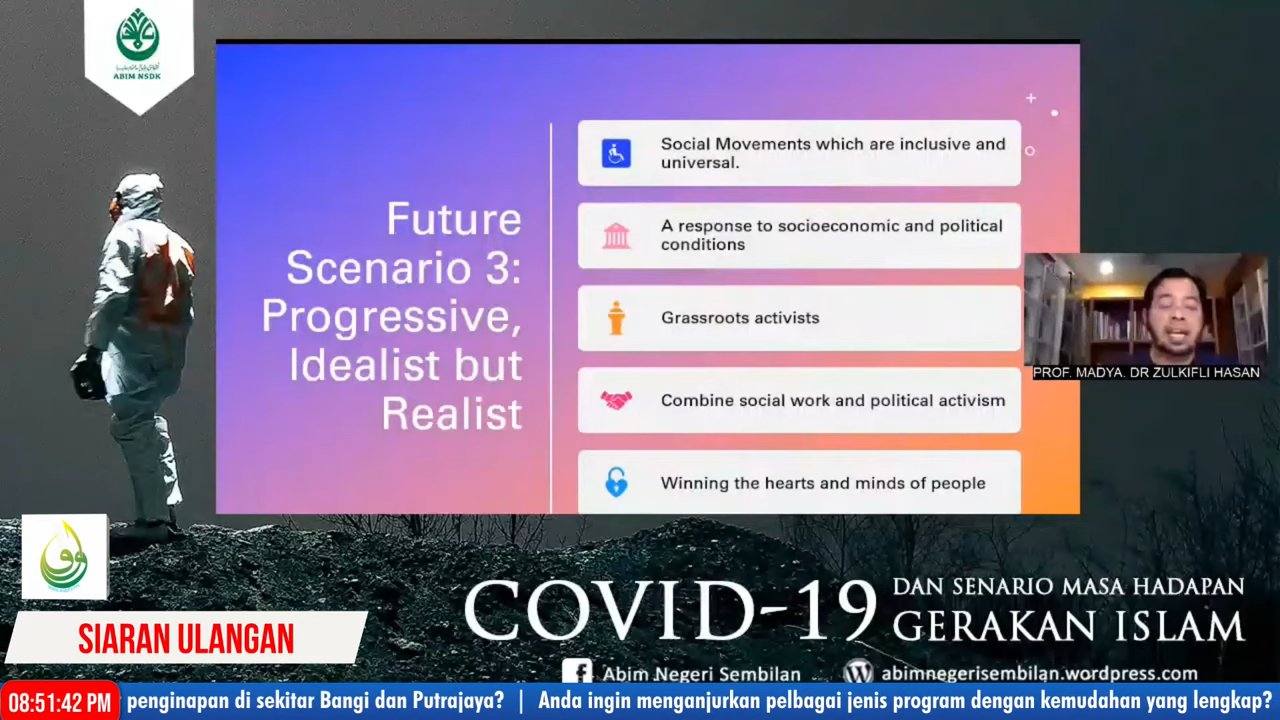 ABIM NSDK
Future
Scenario 3:
Progressive,
Idealist but
Realist
Social Movements which are inclusive and
universal.
A response to socioeconomic and political
conditions
Grassroots activists
Combine social work and political activism
Winning the hearts and minds of people
PROF. MADYA. DR ZULKIFLI HASAN
COVID-19
DAN SENARIO MASA HADAPAN
GERAKAN ISLAM
SIARAN ULANGAN
Abim Negeri Sembilan
abimnegerisembilan.wordpress.com
08:51:42 PM
penginapan di sekitar Bangi dan Putrajaya? | Anda ingin menganjurkan pelbagai jenis program dengan kemudahan yang lengkap?